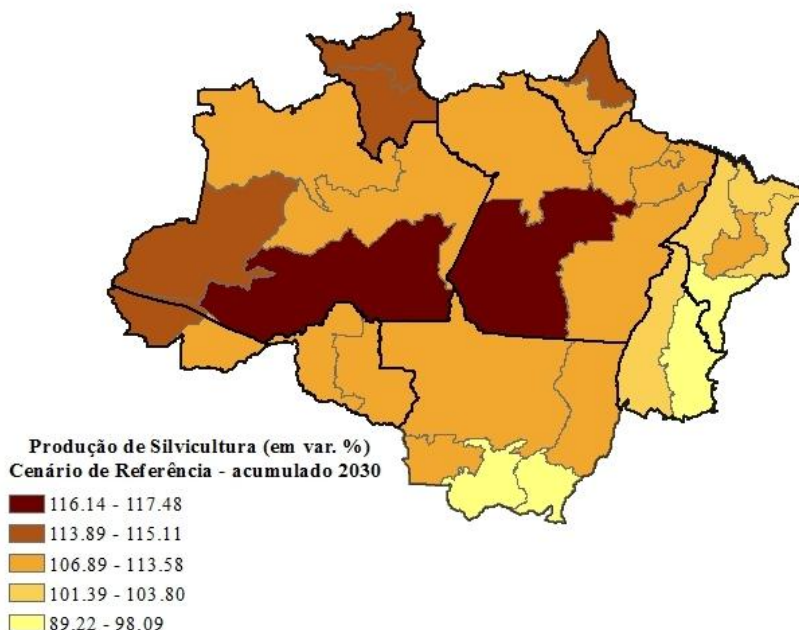 Produção de Silvicultura (em var. %)
Cenário de Referência - acumulado 2030
116.14 - 117.48
113.89 - 115.11
106.89 - 113.58
101.39 - 103.80
89.22 - 98.09